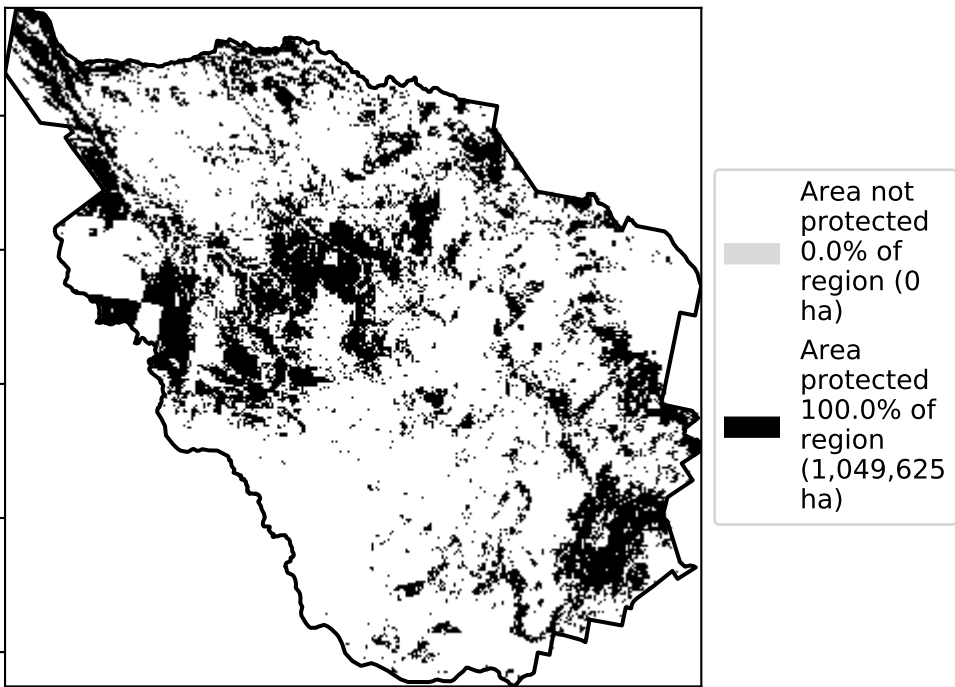 Area not
protected
0.0% of
region (0
ha)
Area
protected
100.0% of
region
(1,049,625
ha)